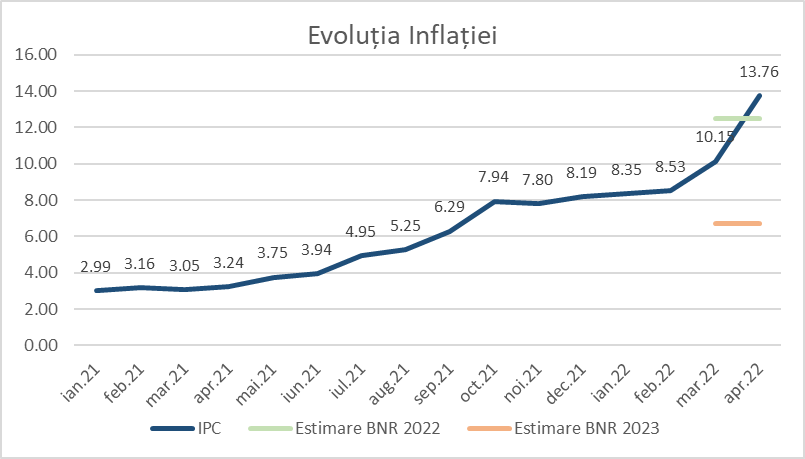 Evoluția Inflației
16.00
14.00
12.00
10.00
8.00
6.00
4.00
2.00
0.00
2.99 3.16 3.05 3.24 3.75 3.94 4.95 5.25 6.29 7.94 7.80 8.19 8.35 8.53 10.15 13.76
ian.21 feb.21 mar.21 apr.21 mai.21 iun.21 iul.21 aug.21 sep.21 oct.21 noi.21 dec.21 ian.22 feb.22 mar.22 apr.22
IPC Estimare BNR 2022 Estimare BNR 2023